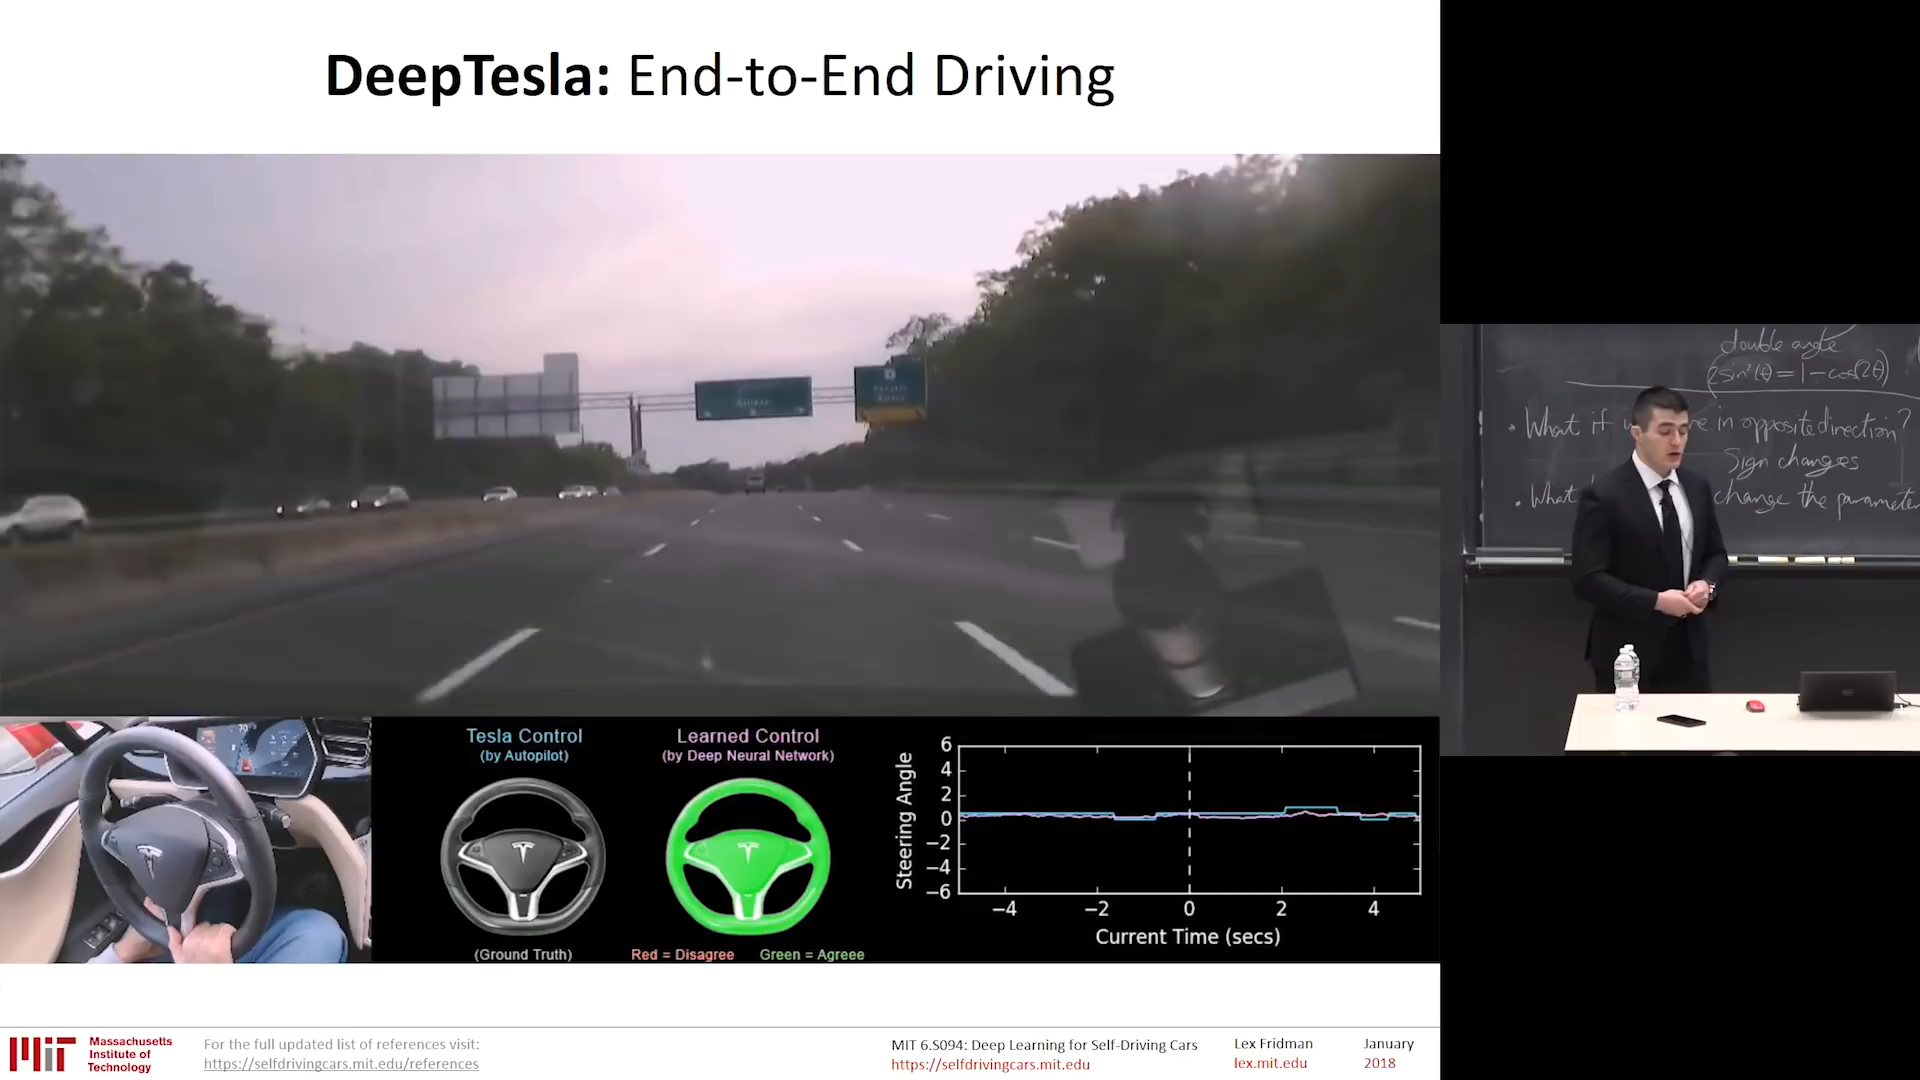 DeepTesla: End-to-End Driving
double angle
2sin²(θ) = 1 - cos(2θ)
• What if we are in opposite direction?
Sign changes
• What change the parameter
Tesla Control
(by Autopilot)
(Ground Truth)
Learned Control
(by Deep Neural Network)
Red = Disagree Green = Agreee
Steering Angle
6
4
2
0
−2
−4
−6
−4 −2 0 2 4
Current Time (secs)
MIT
Massachusetts
Institute of
Technology
For the full updated list of references visit:
https://selfdrivingcars.mit.edu/references
MIT 6.S094: Deep Learning for Self-Driving Cars
https://selfdrivingcars.mit.edu
Lex Fridman
lex.mit.edu
January
2018